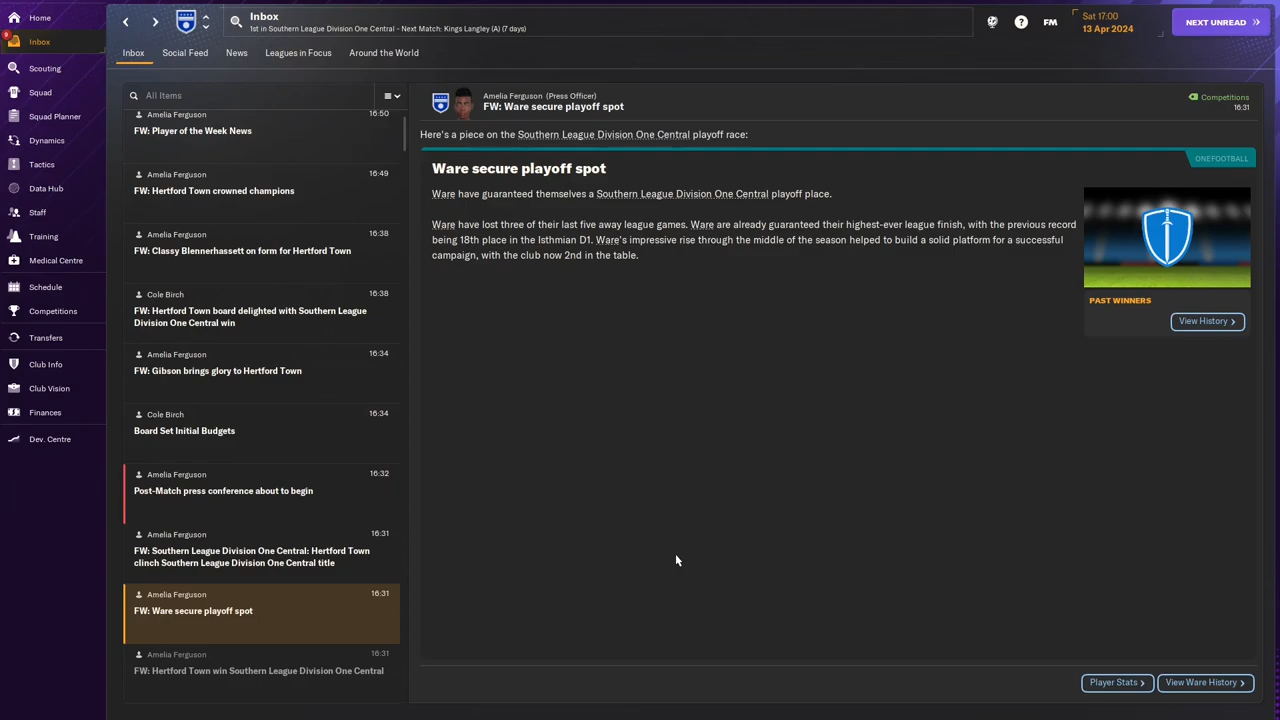 Home
Inbox
Scouting
Squad
Squad Planner
Dynamics
Tactics
Data Hub
Staff
Training
Medical Centre
Schedule
Competitions
Transfers
Club Info
Club Vision
Finances
Dev. Centre
Inbox
1st in Southern League Division One Central - Next Match: Kings Langley (A) (7 days)
FM
Sat 17:00
13 Apr 2024
NEXT UNREAD
Inbox
Social Feed
News
Leagues in Focus
Around the World
All Items
Amelia Ferguson 16:50
FW: Player of the Week News
Amelia Ferguson 16:49
FW: Hertford Town crowned champions
Amelia Ferguson 16:38
FW: Classy Blennerhassett on form for Hertford Town
Cole Birch 16:38
FW: Hertford Town board delighted with Southern League
Division One Central win
Amelia Ferguson 16:34
FW: Gibson brings glory to Hertford Town
Cole Birch 16:34
Board Set Initial Budgets
Amelia Ferguson 16:32
Post-Match press conference about to begin
Amelia Ferguson 16:31
FW: Southern League Division One Central: Hertford Town
clinch Southern League Division One Central title
Amelia Ferguson 16:31
FW: Ware secure playoff spot
Amelia Ferguson 16:31
FW: Hertford Town win Southern League Division One Central
Amelia Ferguson (Press Officer)
FW: Ware secure playoff spot
Competitions
16:31
Here's a piece on the Southern League Division One Central playoff race:
ONEFOOTBALL
Ware secure playoff spot
Ware have guaranteed themselves a Southern League Division One Central playoff place.
Ware have lost three of their last five away league games. Ware are already guaranteed their highest-ever league finish, with the previous record
being 18th place in the Isthmian D1. Ware's impressive rise through the middle of the season helped to build a solid platform for a successful
campaign, with the club now 2nd in the table.
PAST WINNERS
View History
Player Stats
View Ware History